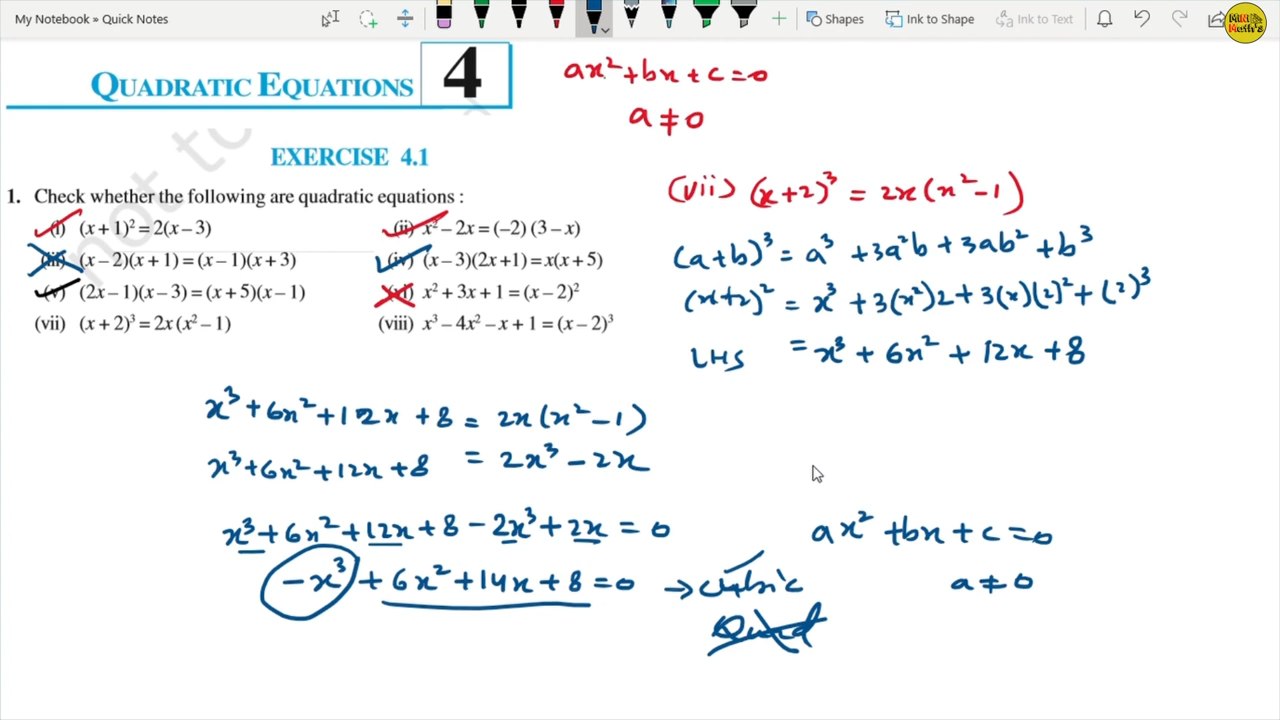 My Notebook » Quick Notes
Shapes
Ink to Shape
Ink to Text
Math's
QUADRATIC EQUATIONS 4
ax² + bx + c = 0
a ≠ 0
not to
EXERCISE 4.1
1. Check whether the following are quadratic equations :
(i) (x + 1)² = 2(x – 3)
(ii) x² – 2x = (–2) (3 – x)
(iii) (x – 2)(x + 1) = (x – 1)(x + 3)
(iv) (x – 3)(2x +1) = x(x + 5)
(v) (2x – 1)(x – 3) = (x + 5)(x – 1)
(vi) x² + 3x + 1 = (x – 2)²
(vii) (x + 2)³ = 2x (x² – 1)
(viii) x³ – 4x² – x + 1 = (x – 2)³
(vii) (x+2)³ = 2x(x²-1)
(a+b)³ = a³ +3a²b +3ab² +b³
(x+2)² = x³ +3(x²)2+3(x)(2)²+(2)³
LHS = x³ + 6x² + 12x +8
x³+6x²+12x +8 = 2x(x²-1)
x³+6x²+12x+8 = 2x³-2x
x³+6x²+12x+8-2x³+2x = 0
ax² +bx+c=0
-x³ + 6x²+14x+8=0 → cubic
a≠0
Quad